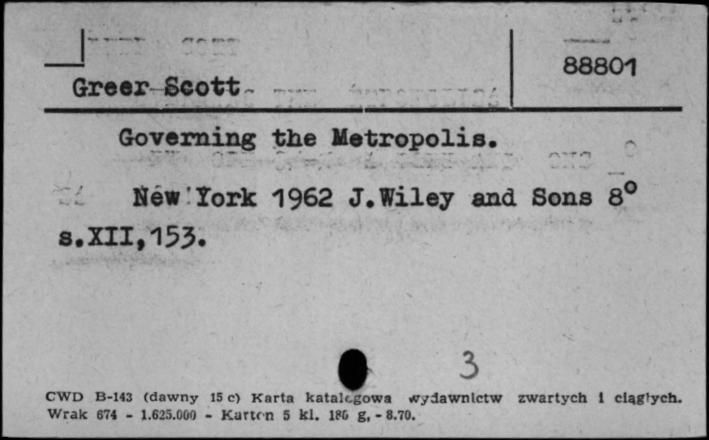 88801
Greer Scott
Governing the Metropolis.
New York 1962 J.Wiley and Sons 8°
s.XII,153.
3
CWD B-143 (dawny 15 c) Karta katalogowa wydawnictw zwartych i ciągłych.
Wrak 674 - 1.625.000 - Karton 5 kl. 180 g, - 8.70.